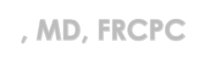 , MD, FRCPC